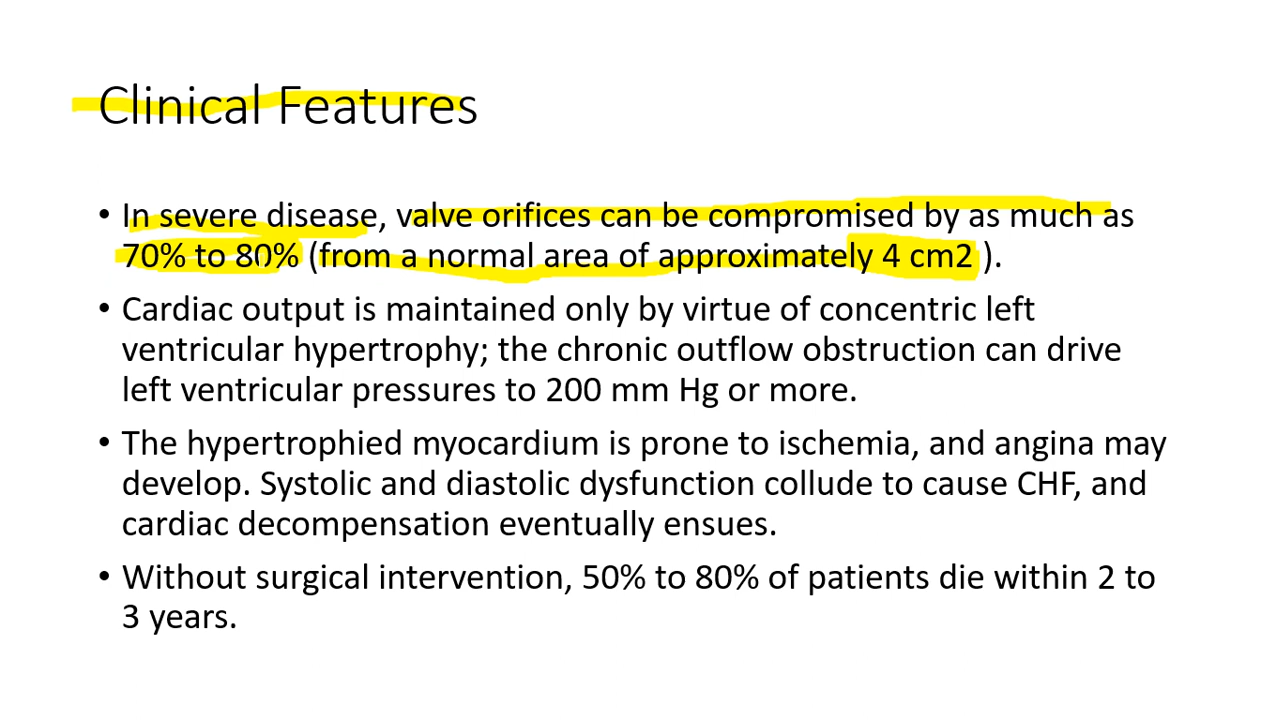 Clinical Features
• In severe disease, valve orifices can be compromised by as much as
70% to 80% (from a normal area of approximately 4 cm2 ).
• Cardiac output is maintained only by virtue of concentric left
ventricular hypertrophy; the chronic outflow obstruction can drive
left ventricular pressures to 200 mm Hg or more.
• The hypertrophied myocardium is prone to ischemia, and angina may
develop. Systolic and diastolic dysfunction collude to cause CHF, and
cardiac decompensation eventually ensues.
• Without surgical intervention, 50% to 80% of patients die within 2 to
3 years.